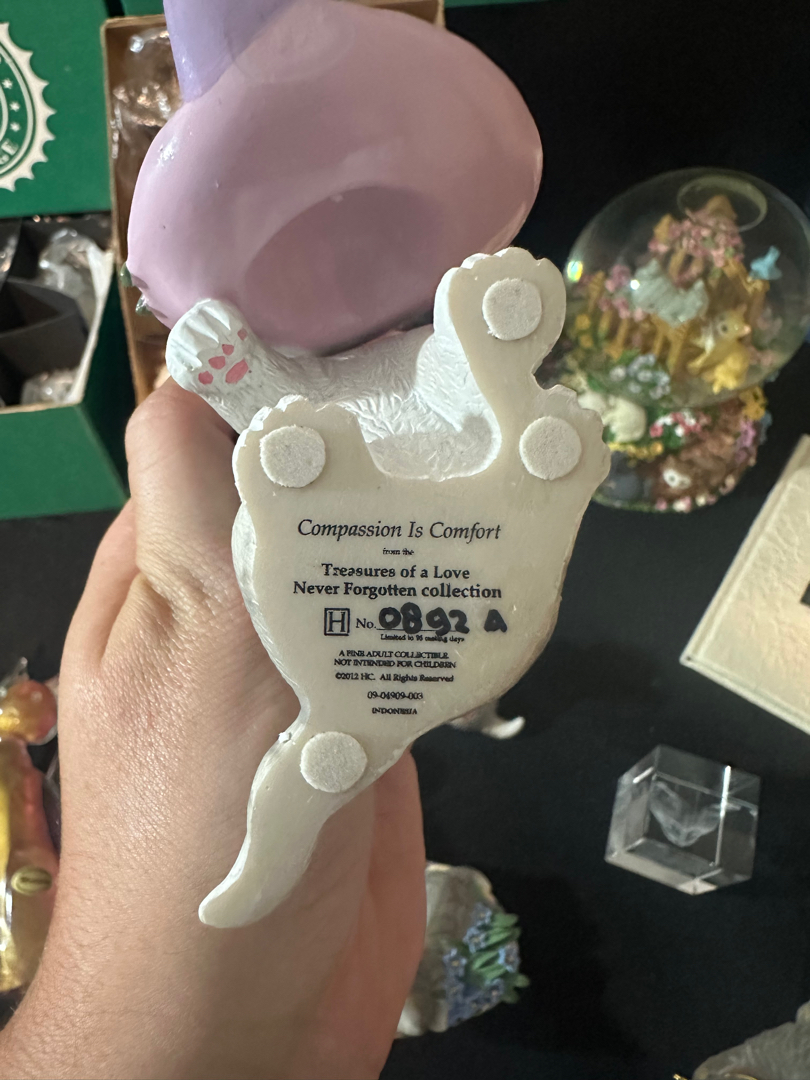 Compassion Is Comfort
from the
Treasures of a Love
Never Forgotten collection
H No. 0892 A
Limited to 95 casting days
A FINE ADULT COLLECTIBLE.
NOT INTENDED FOR CHILDREN
©2012 HC. All Rights Reserved
09-04909-003
INDONESIA